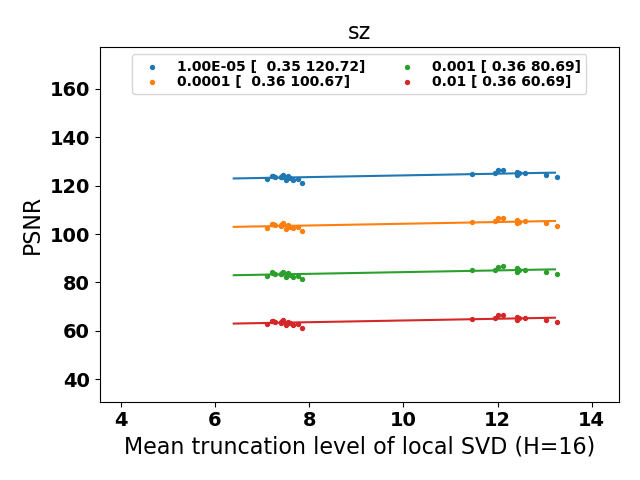 sz
1.00E-05 [  0.35 120.72]
0.0001 [  0.36 100.67]
0.001 [ 0.36 80.69]
0.01 [ 0.36 60.69]
PSNR
160
140
120
100
80
60
40
4 6 8 10 12 14
Mean truncation level of local SVD (H=16)